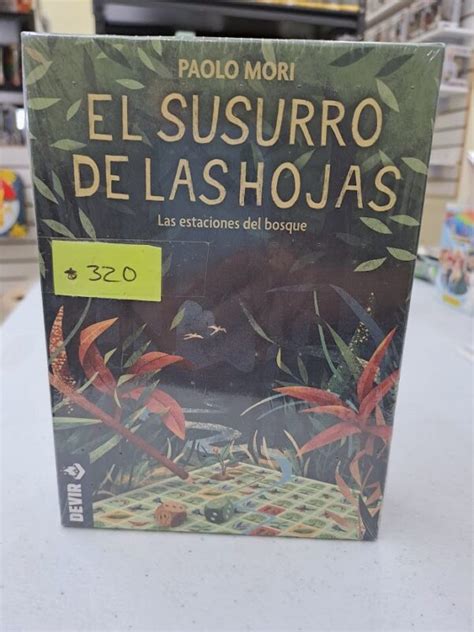 PAOLO MORI
EL SUSURRO
DE LAS HOJAS
Las estaciones del bosque
320
DEVIR